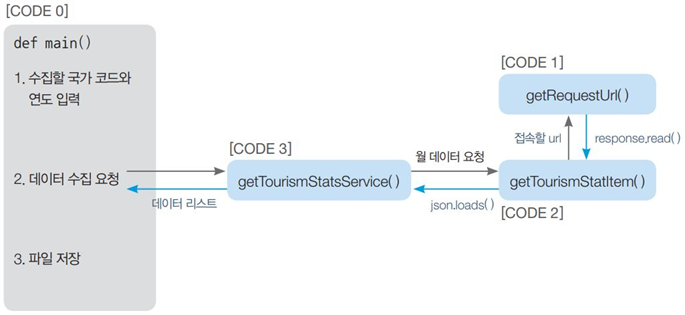 [CODE 0]
def main()
1. 수집할 국가 코드와
연도 입력
2. 데이터 수집 요청
3. 파일 저장
[CODE 3]
getTourismStatsService( )
데이터 리스트
월 데이터 요청
json.loads( )
[CODE 1]
getRequestUrl( )
접속할 url
response.read( )
getTourismStatItem( )
[CODE 2]